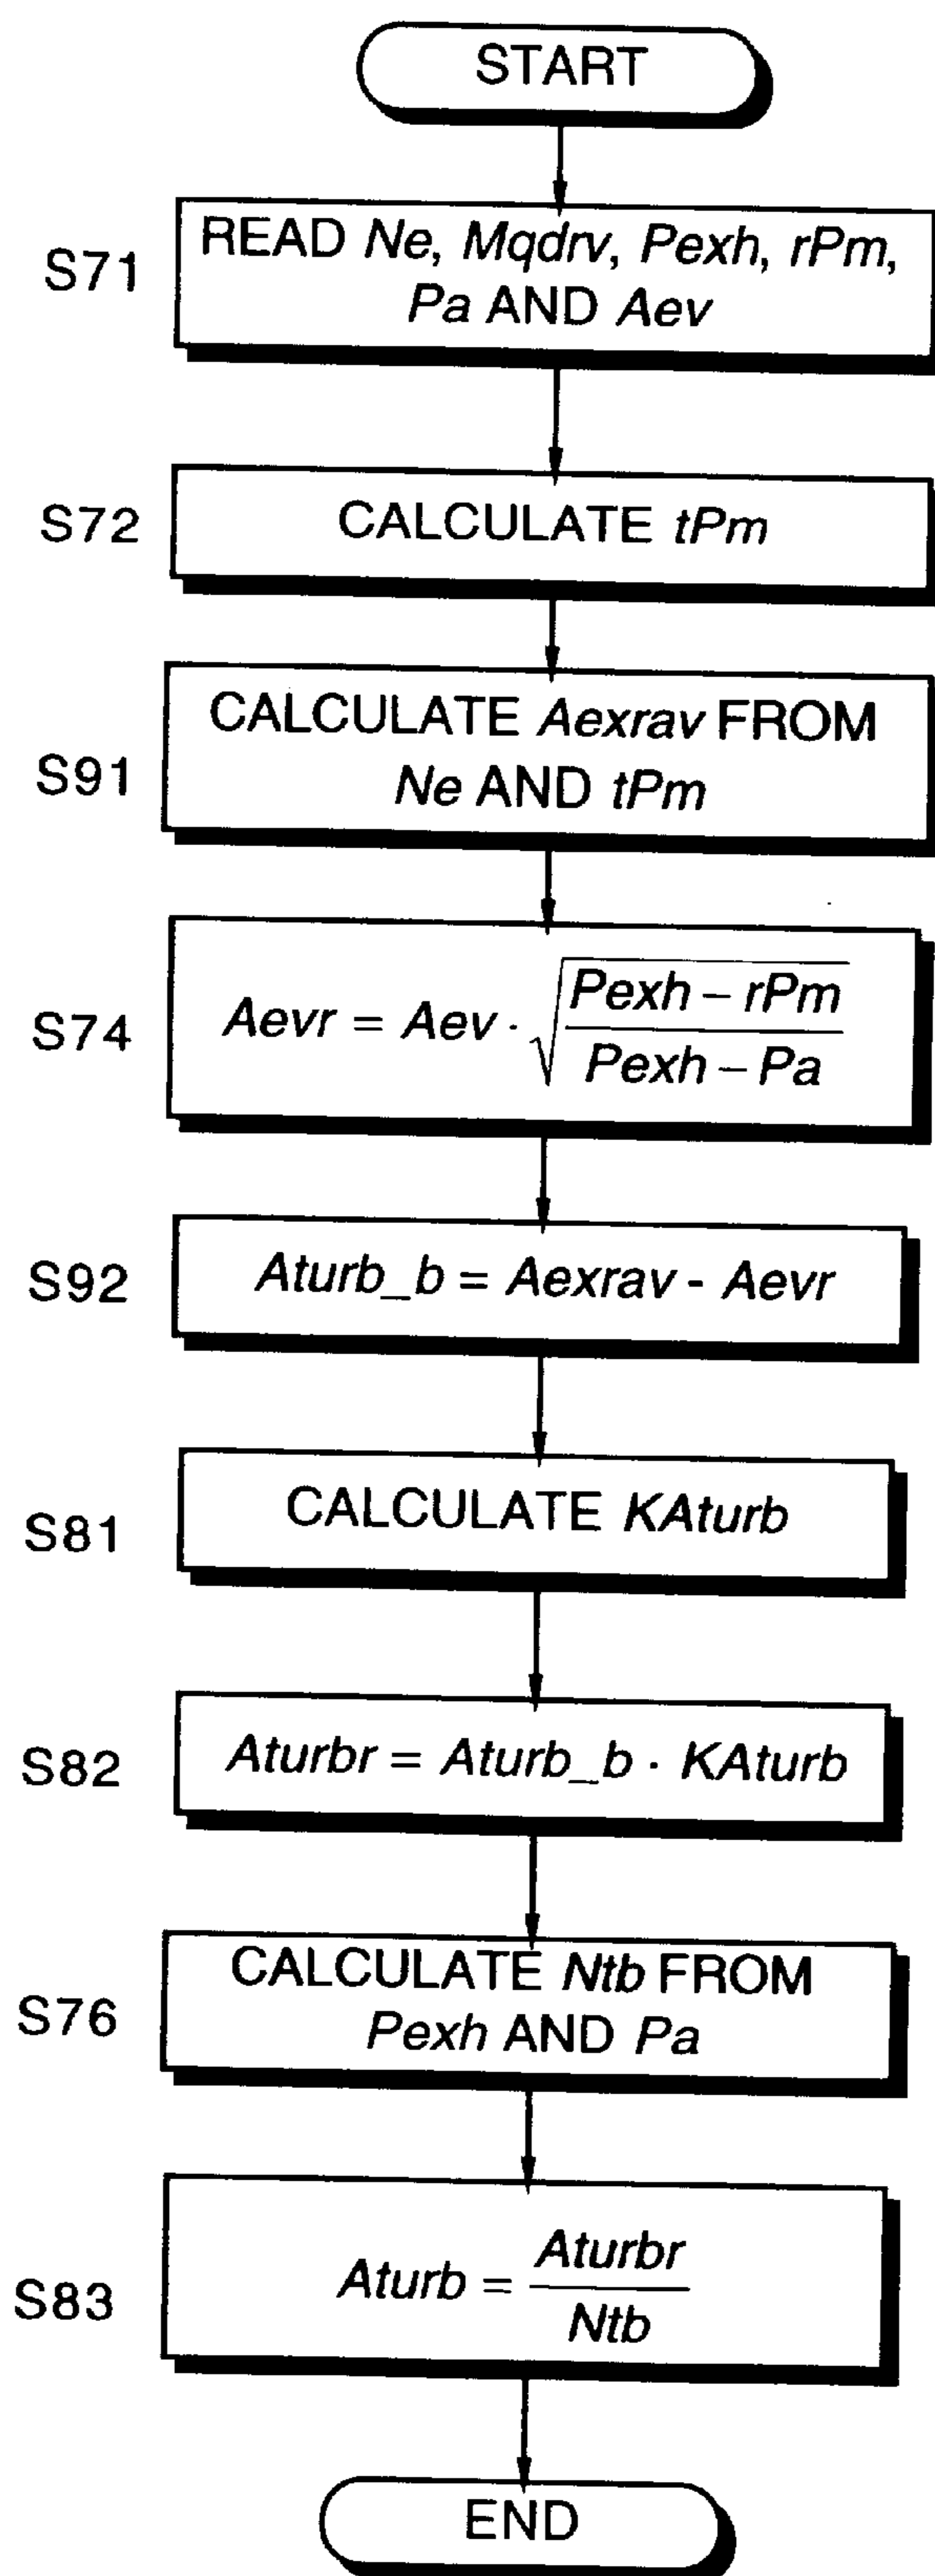 START
S71
READ Ne, Mqdrv, Pexh, rPm,
Pa AND Aev
S72
CALCULATE tPm
S91
CALCULATE Aexrav FROM
Ne AND tPm
S74
Aevr = Aev · √((Pexh – rPm) / (Pexh – Pa))
S92
Aturb_b = Aexrav - Aevr
S81
CALCULATE KAturb
S82
Aturbr = Aturb_b · KAturb
S76
CALCULATE Ntb FROM
Pexh AND Pa
S83
Aturb = Aturbr / Ntb
END